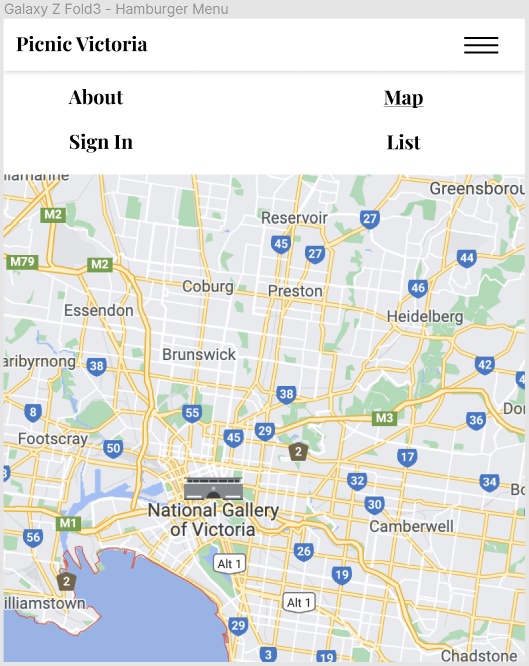 Galaxy Z Fold3 - Hamburger Menu
Picnic Victoria
About
Map
Sign In
List
Greensborou
M2
Reservoir
27
45
27
M79
M2
44
Coburg
Preston
46
Essendon
Heidelberg
Brunswick
aribyrnong
38
42
38
8
55
M3
36
Footscray
45
29
50
2
17
32
34
30
National Gallery
of Victoria
M1
Camberwell
56
26
Alt 1
19
2
illiamstown
Alt 1
29
3
19
Chadstone